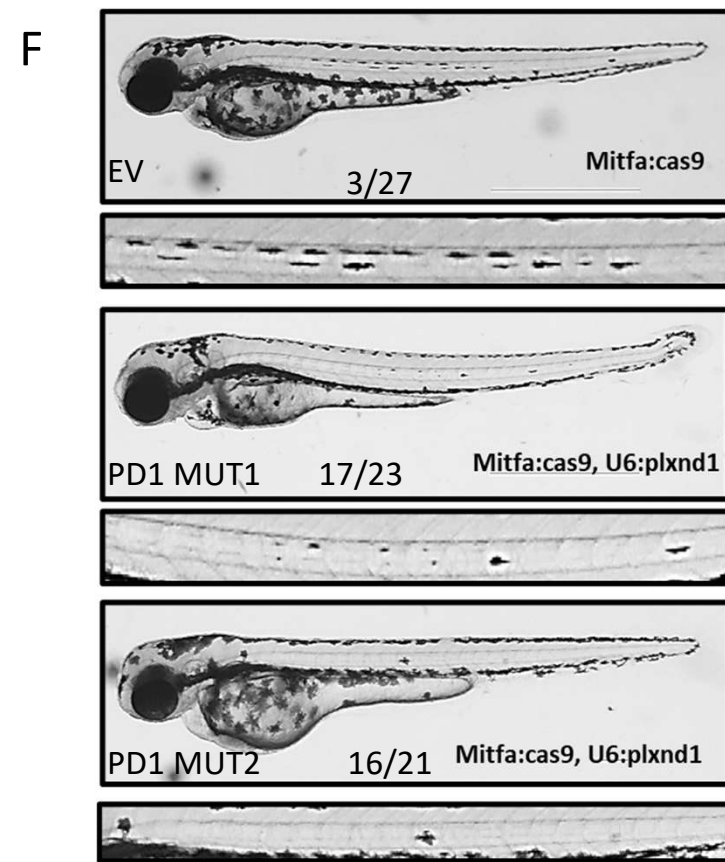 F
EV 3/27 Mitfa:cas9
PD1 MUT1 17/23 Mitfa:cas9, U6:plxnd1
PD1 MUT2 16/21 Mitfa:cas9, U6:plxnd1